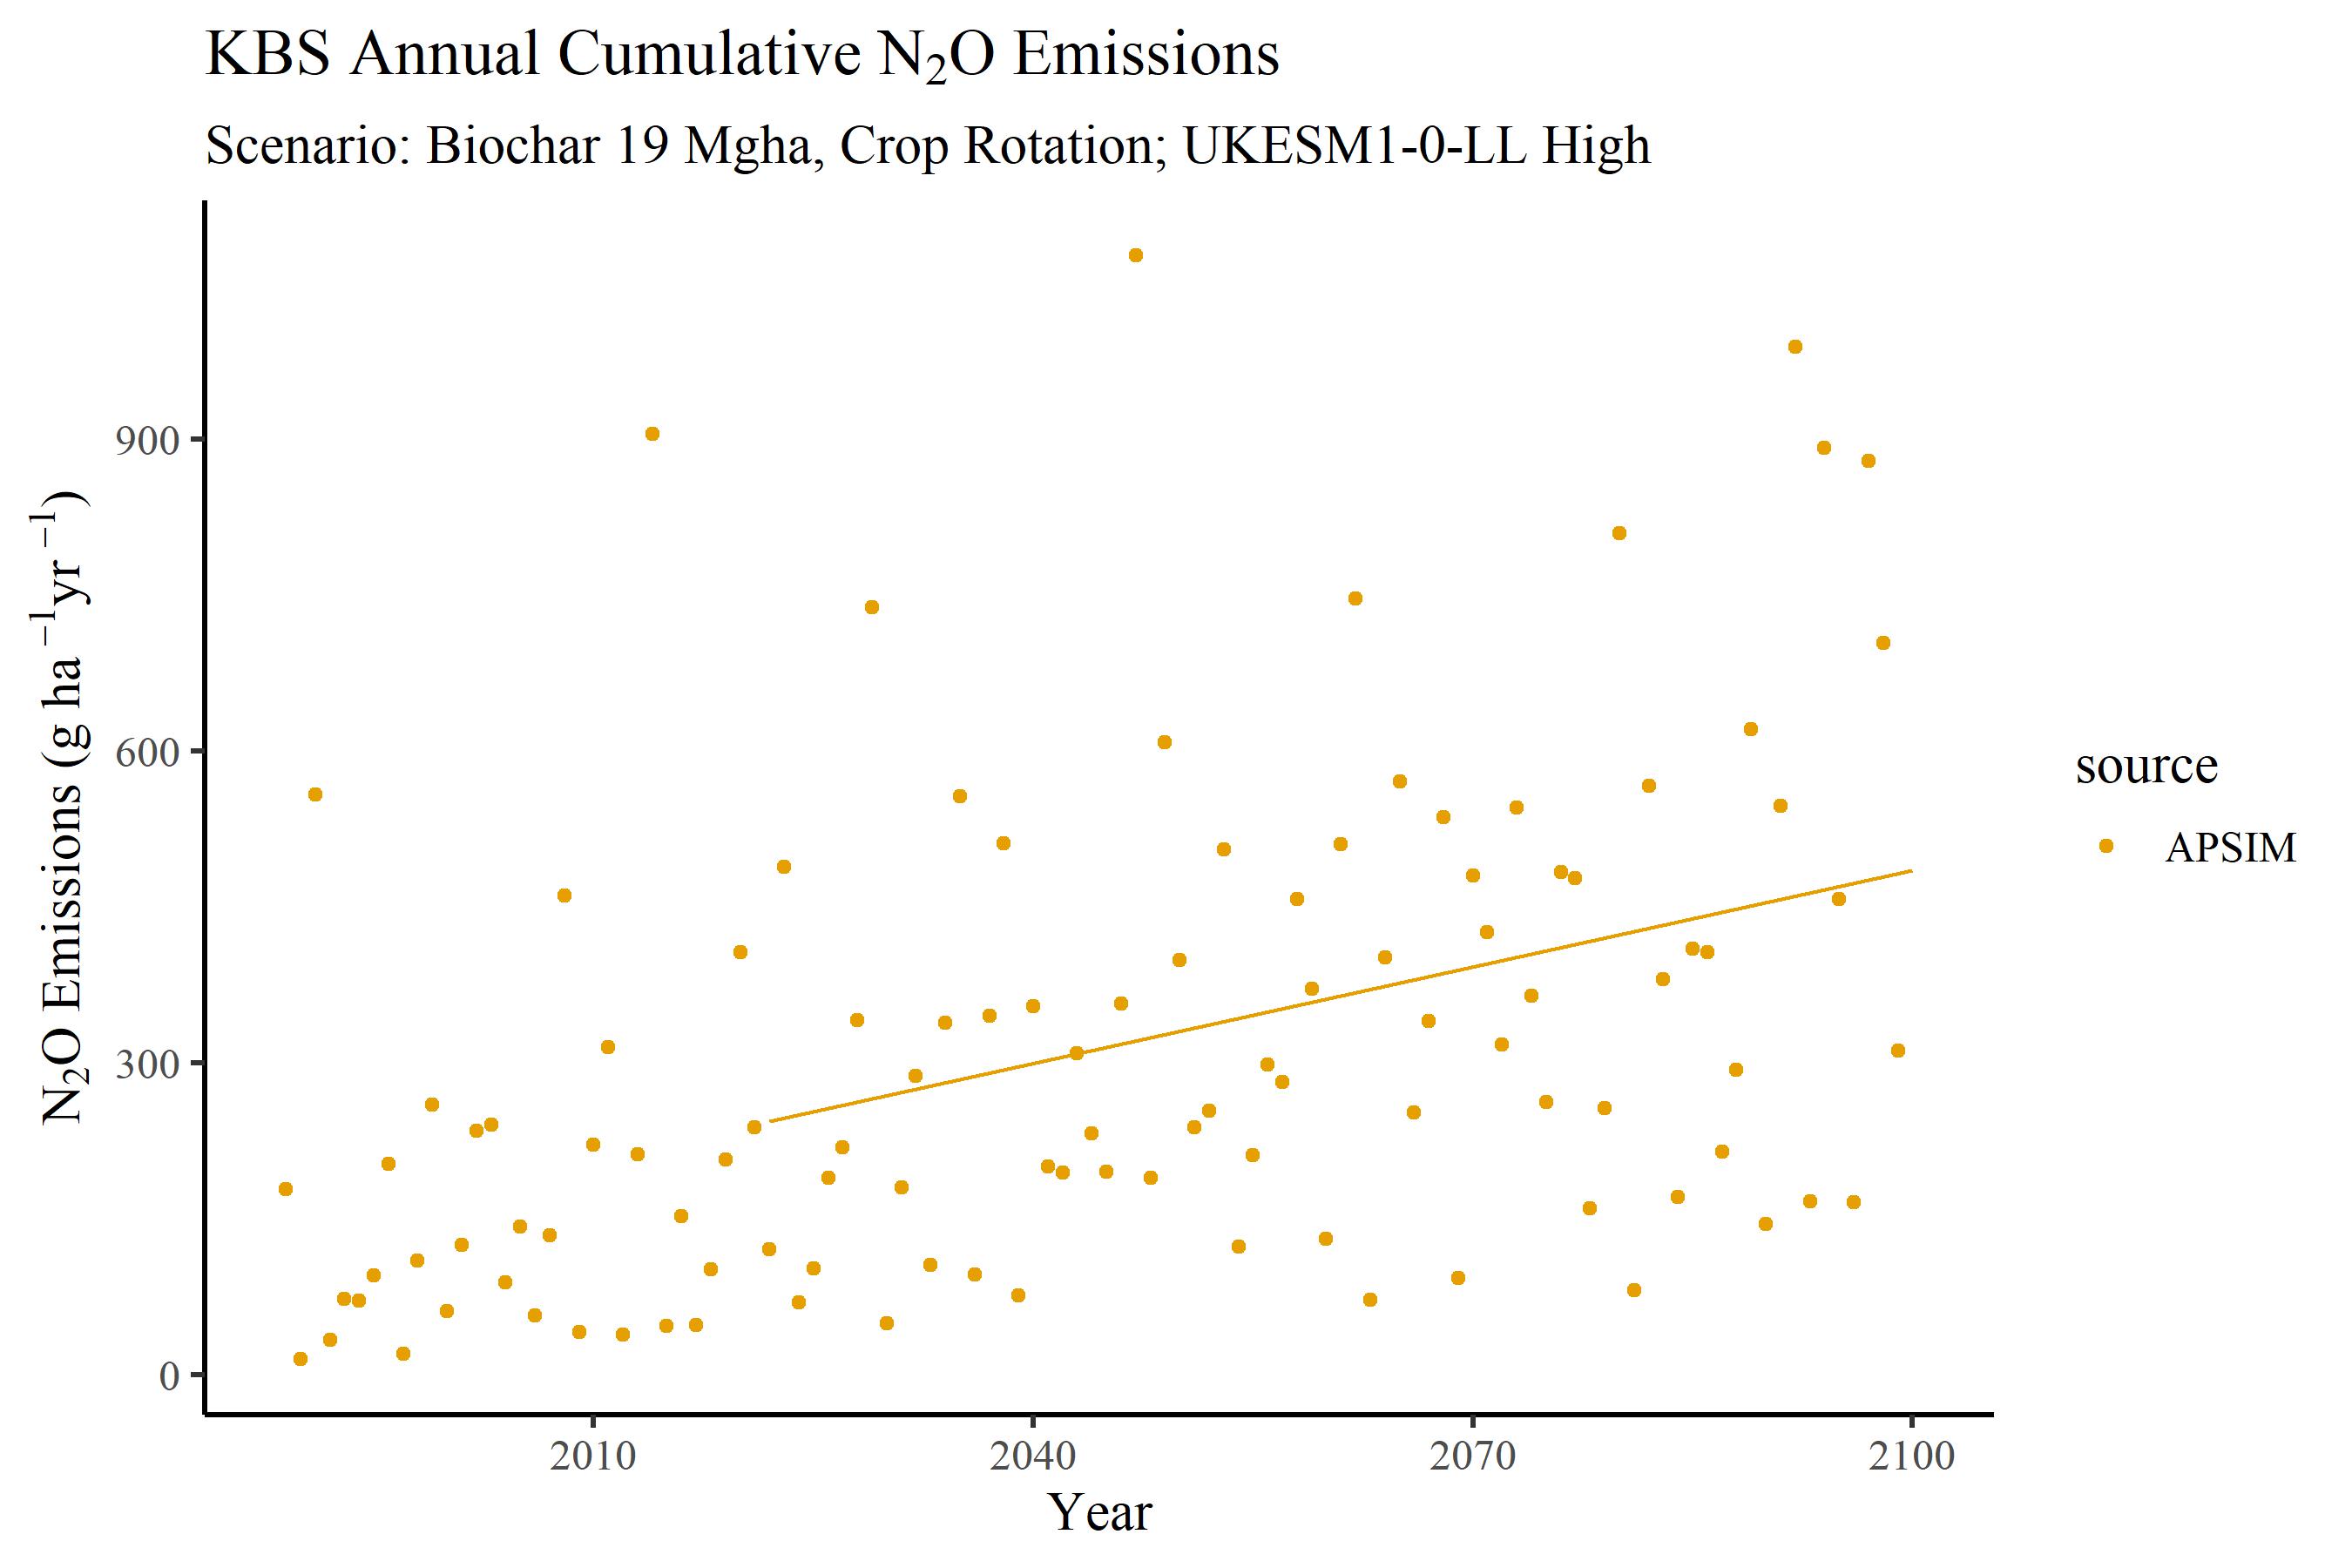 KBS Annual Cumulative N₂O Emissions
Scenario: Biochar 19 Mgha, Crop Rotation; UKESM1-0-LL High
N₂O Emissions (g ha ⁻¹yr ⁻¹)
900
600
300
0
2010 2040 2070 2100
Year
source
APSIM